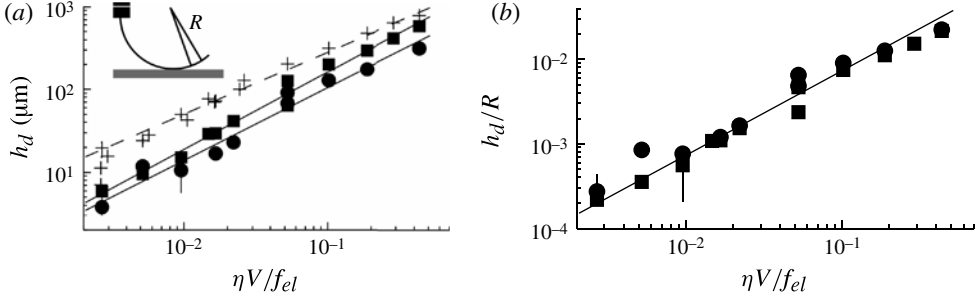 (a)
R
10³
10²
10¹
h_d (µm)
10⁻²
10⁻¹
ηV/f_el
(b)
10⁻²
10⁻³
10⁻⁴
h_d/R
10⁻²
10⁻¹
ηV/f_el